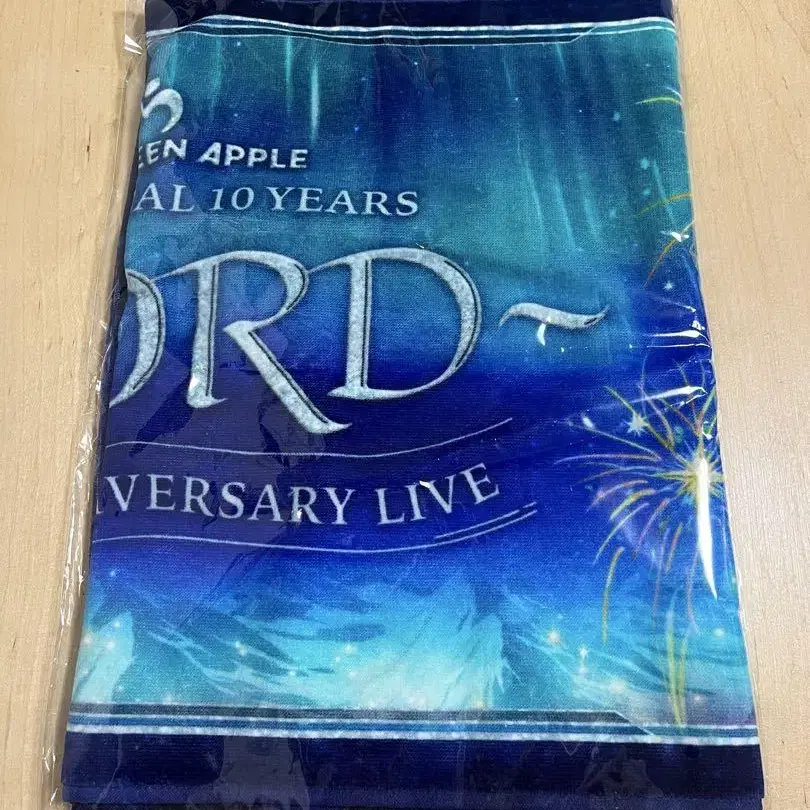 EEN APPLE
AL 10 YEARS
ORD~
VERSARY LIVE